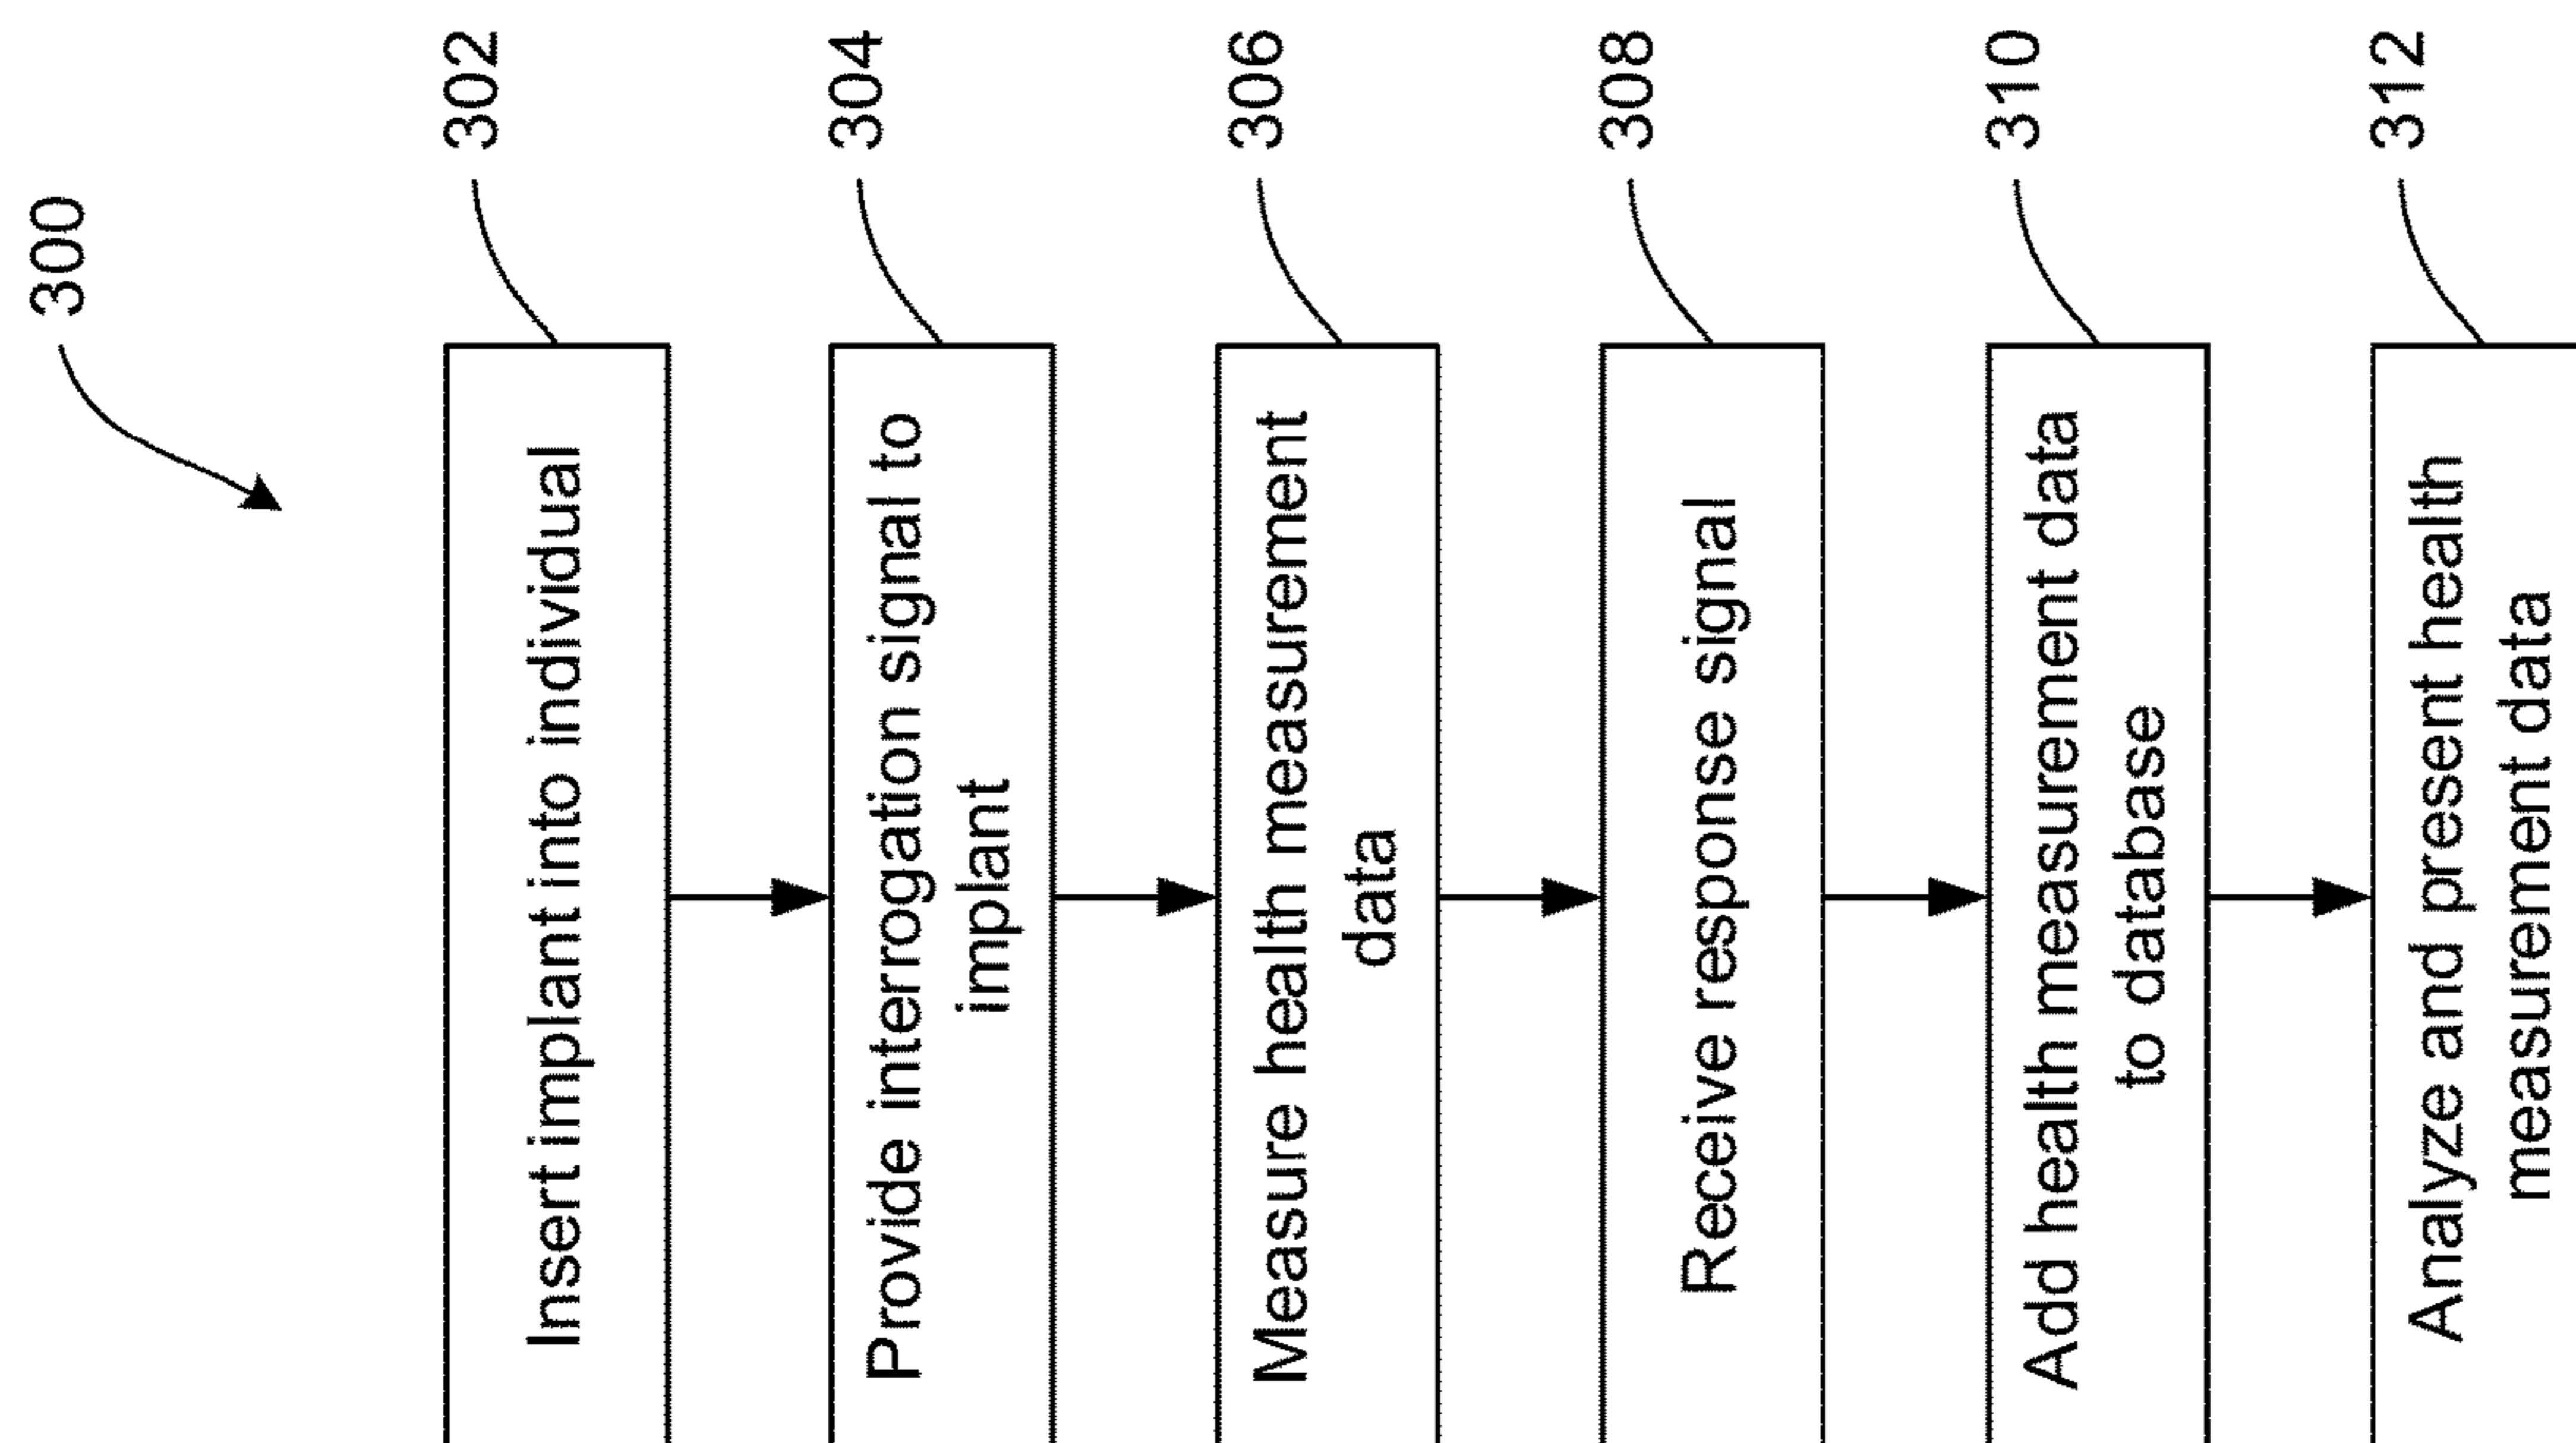 300
302
Insert implant into individual
304
Provide interrogation signal to
implant
306
Measure health measurement
data
308
Receive response signal
310
Add health measurement data
to database
312
Analyze and present health
measurement data